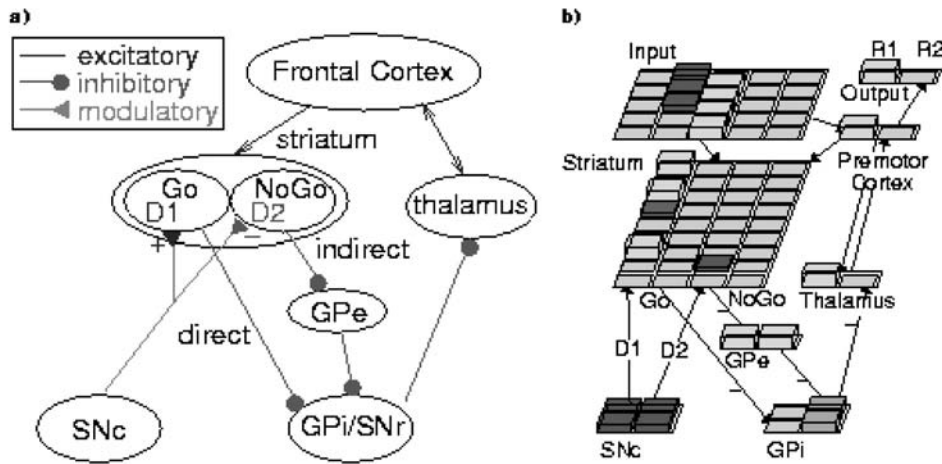 a)
excitatory
inhibitory
modulatory
Frontal Cortex
striatum
Go
NoGo
D1
D2
+
−
thalamus
indirect
direct
GPe
SNc
GPi/SNr
b)
Input
R1 R2
Output
Striatum
Premotor
Cortex
Go
NoGo
Thalamus
D1
D2
GPe
SNc
GPi